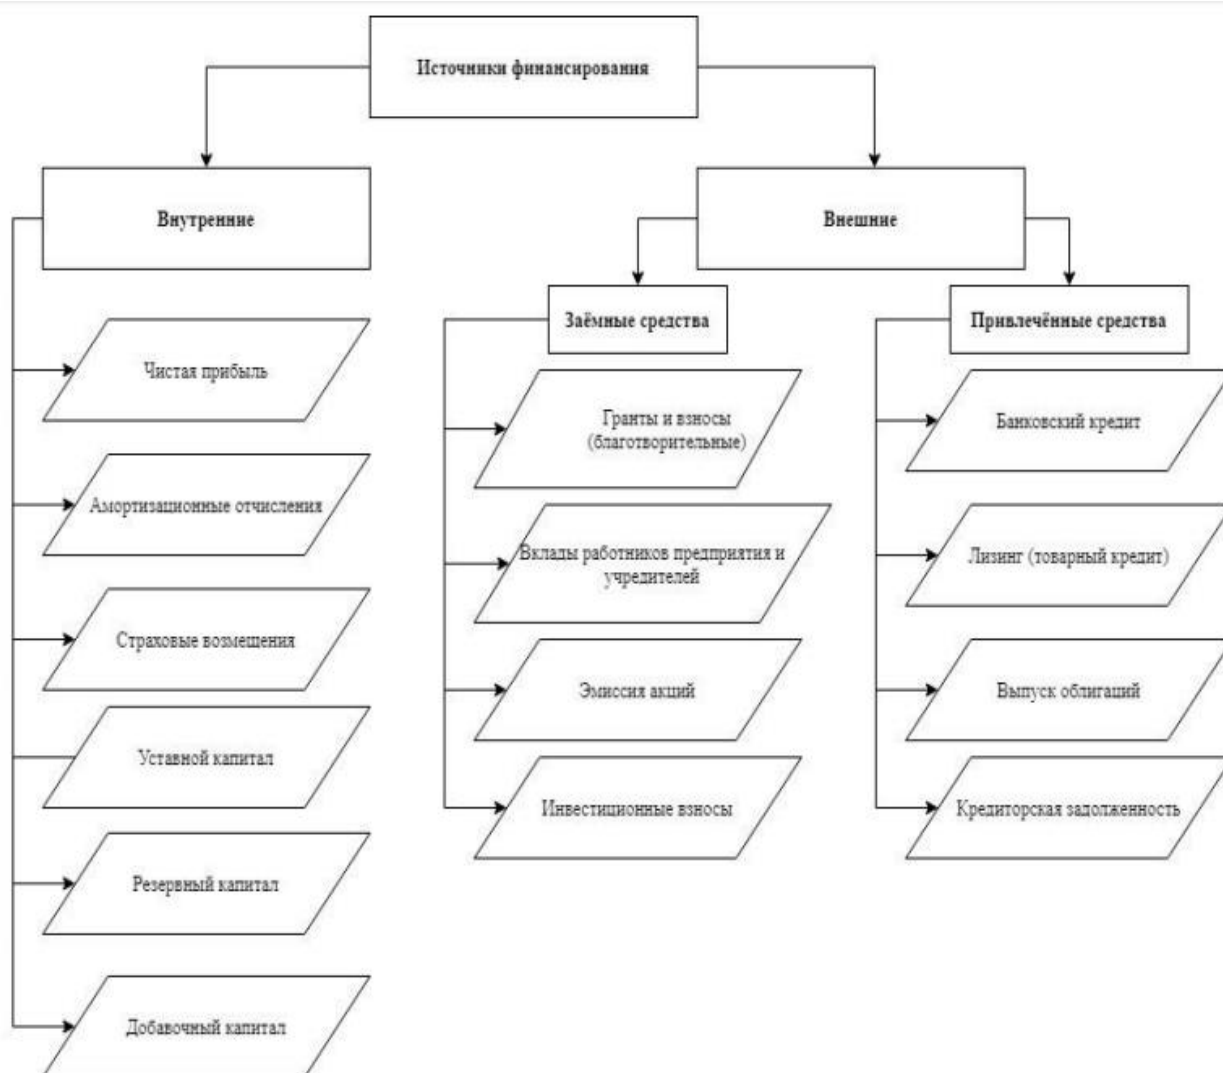 Источники финансирования
Внутренние
Внешние
Заёмные средства
Привлечённые средства
Чистая прибыль
Амортизационные отчисления
Страховые возмещения
Уставной капитал
Резервный капитал
Добавочный капитал
Гранты и взносы
(благотворительные)
Вклады работников предприятия и
учредителей
Эмиссия акций
Инвестиционные взносы
Банковский кредит
Лизинг (товарный кредит)
Выпуск облигаций
Кредиторская задолженность